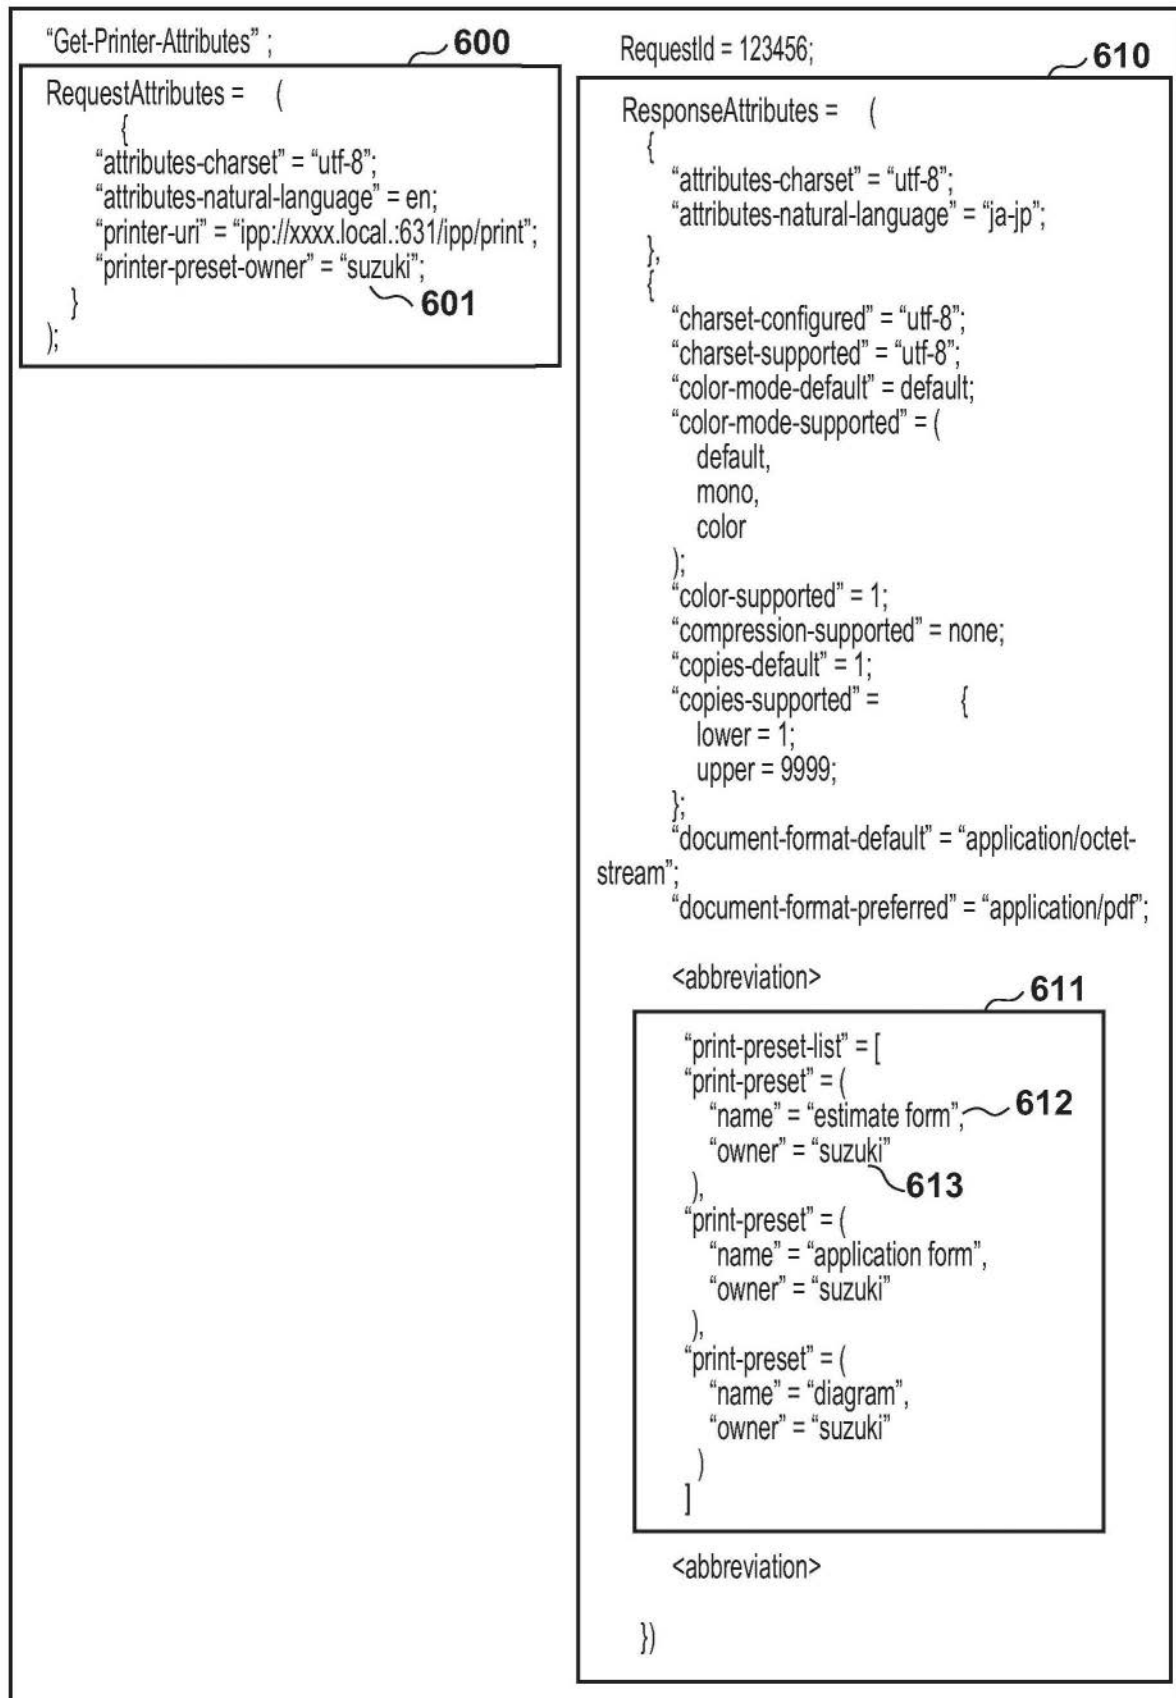 “Get-Printer-Attributes” ;
600
RequestAttributes = (
{
“attributes-charset” = “utf-8”;
“attributes-natural-language” = en;
“printer-uri” = “ipp://xxxx.local.:631/ipp/print”;
“printer-preset-owner” = “suzuki”;
601
}
);
RequestId = 123456;
610
ResponseAttributes = (
{
“attributes-charset” = “utf-8”;
“attributes-natural-language” = “ja-jp”;
},
{
“charset-configured” = “utf-8”;
“charset-supported” = “utf-8”;
“color-mode-default” = default;
“color-mode-supported” = (
default,
mono,
color
);
“color-supported” = 1;
“compression-supported” = none;
“copies-default” = 1;
“copies-supported” = {
lower = 1;
upper = 9999;
};
“document-format-default” = “application/octet-
stream”;
“document-format-preferred” = “application/pdf”;
<abbreviation>
611
“print-preset-list” = [
“print-preset” = (
“name” = “estimate form”, 612
“owner” = “suzuki”
613
),
“print-preset” = (
“name” = “application form”,
“owner” = “suzuki”
),
“print-preset” = (
“name” = “diagram”,
“owner” = “suzuki”
)
]
<abbreviation>
})